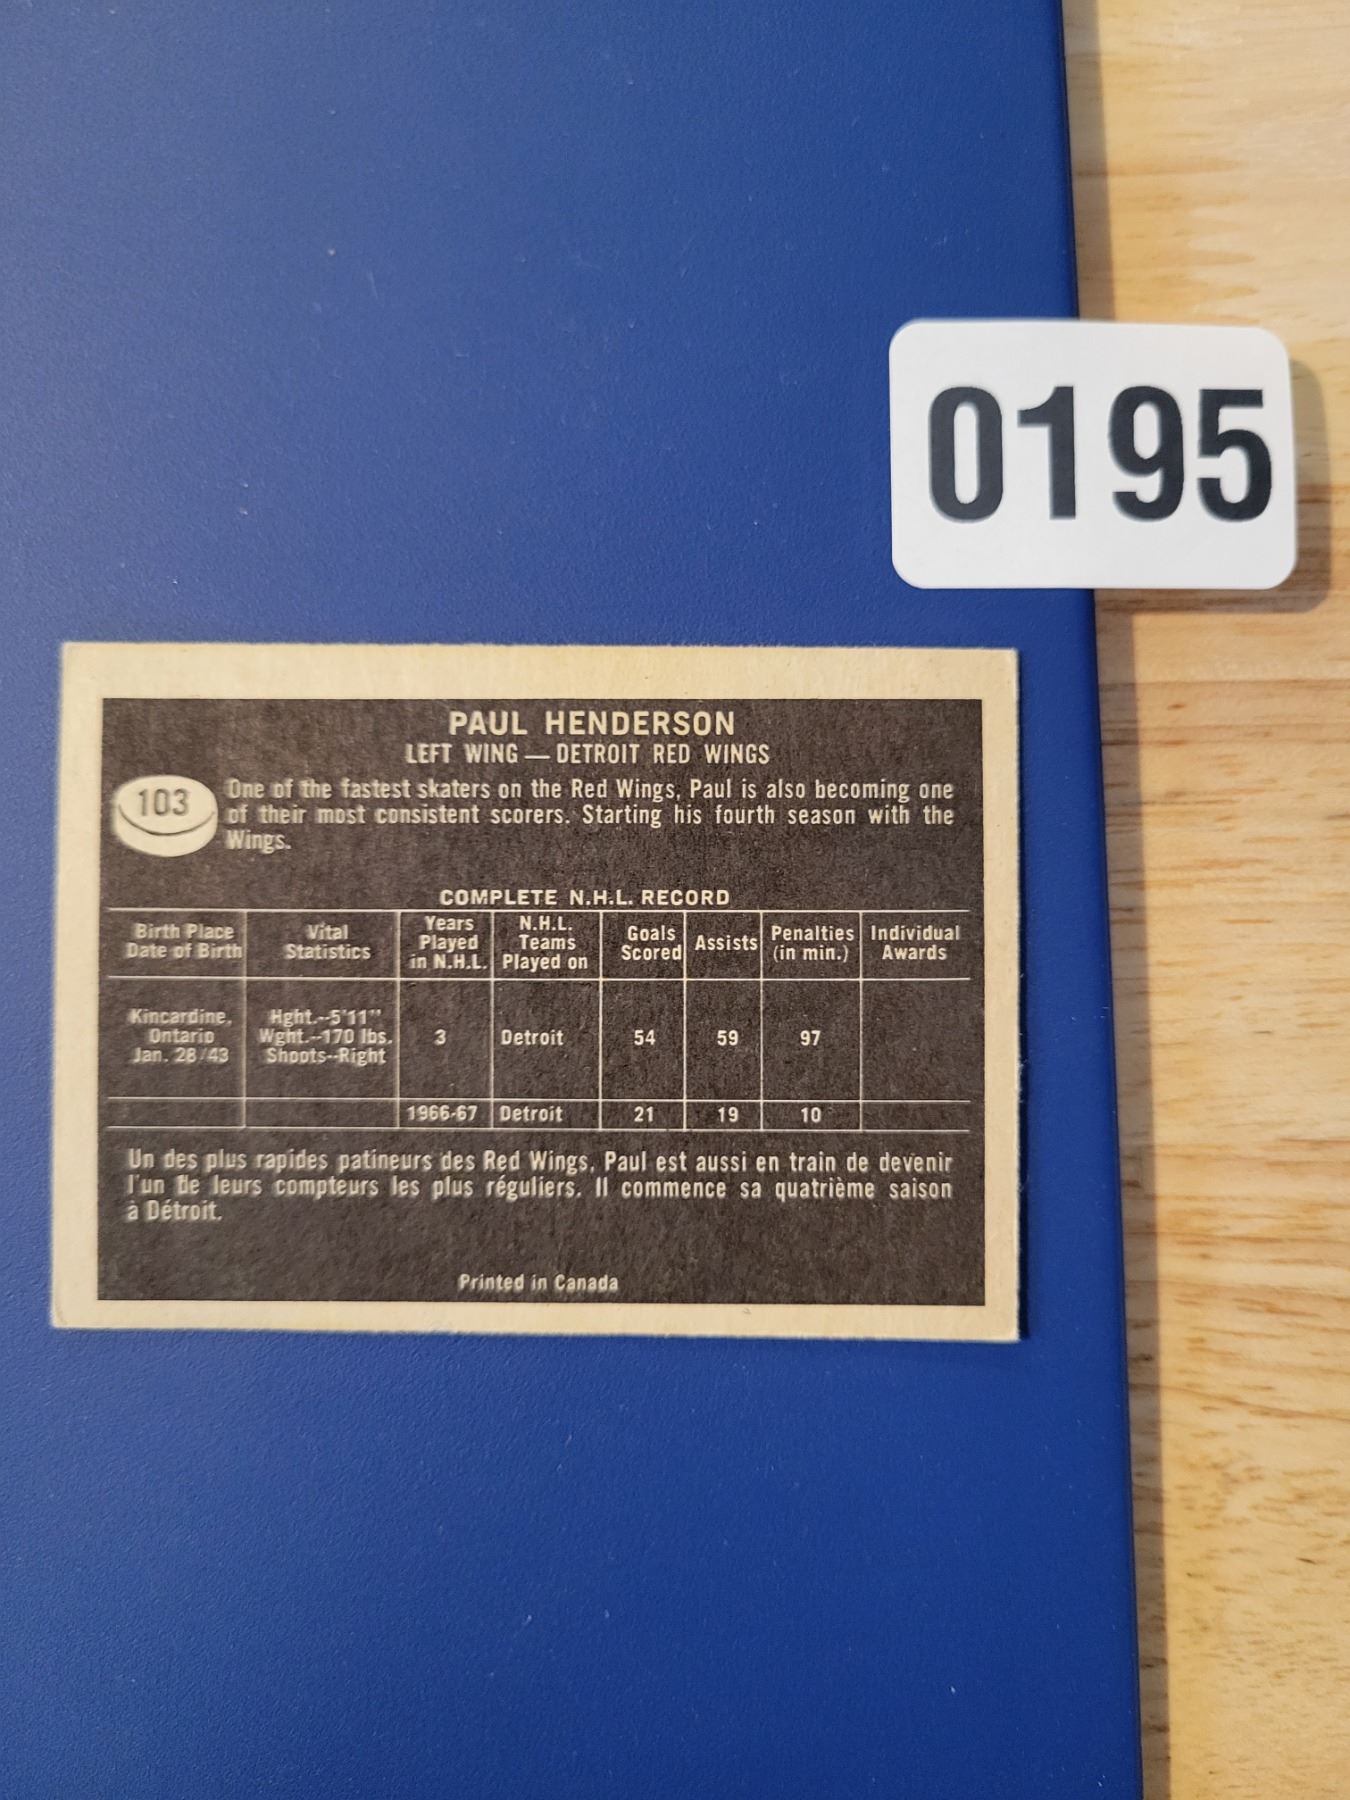 0195
PAUL HENDERSON
LEFT WING — DETROIT RED WINGS
103
One of the fastest skaters on the Red Wings, Paul is also becoming one
of their most consistent scorers. Starting his fourth season with the
Wings.
COMPLETE N.H.L. RECORD
Birth Place Date of Birth Vital Statistics Years Played in N.H.L. N.H.L. Teams Played on Goals Scored Assists Penalties (in min.) Individual Awards
Kincardine, Ontario Jan. 28/43 Hght.--5'11" Wght.--170 lbs. Shoots--Right 3 Detroit 54 59 97
1966-67 Detroit 21 19 10
Un des plus rapides patineurs des Red Wings, Paul est aussi en train de devenir
l'un de leurs compteurs les plus réguliers. Il commence sa quatrième saison
à Détroit.
Printed in Canada